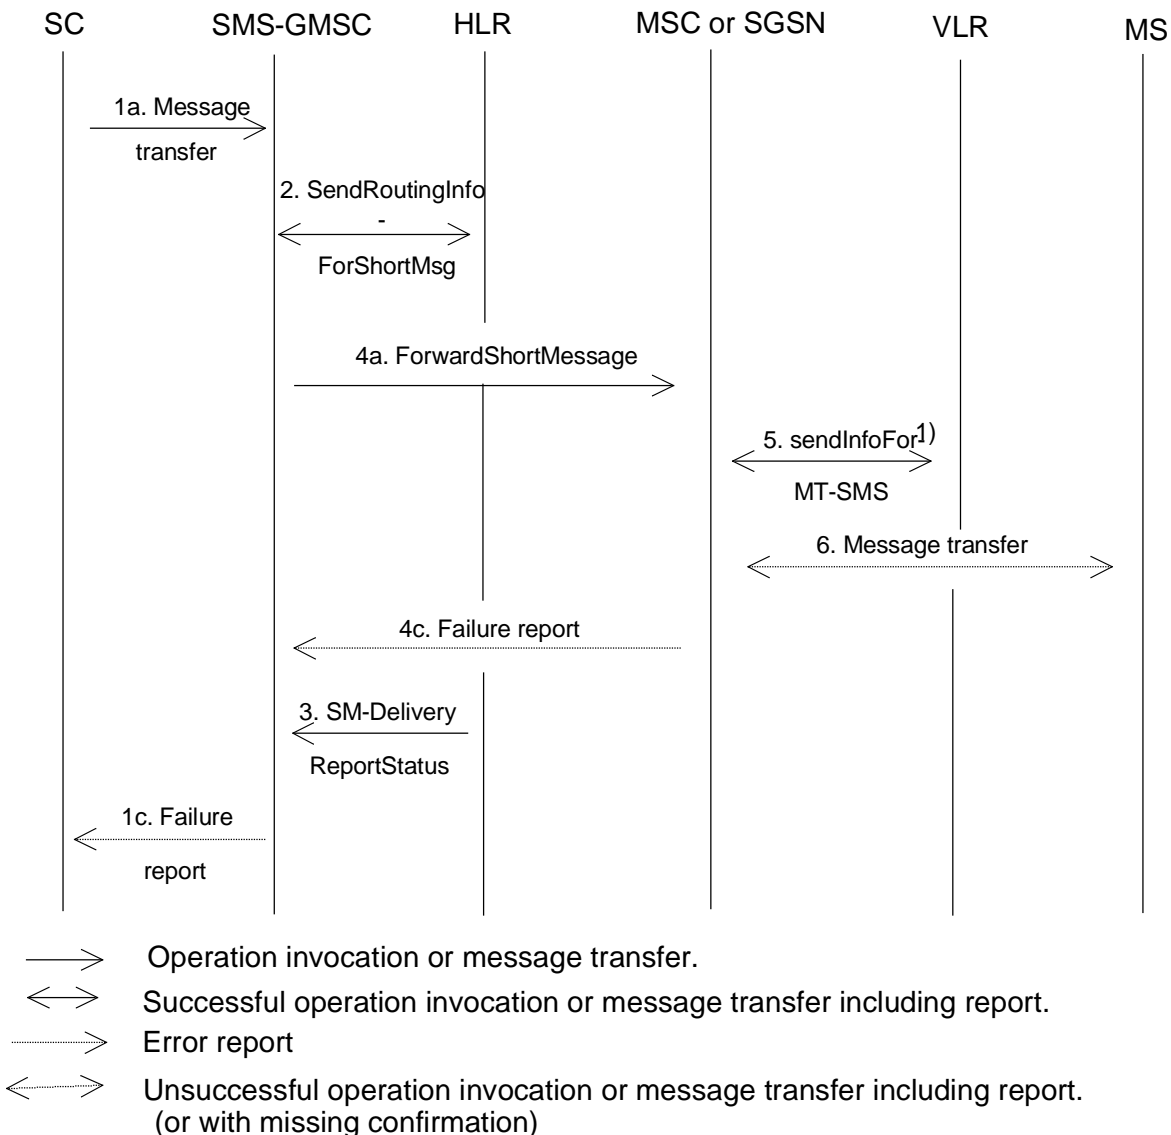 SC SMS-GMSC HLR MSC or SGSN VLR MS
1a. Message
transfer
2. SendRoutingInfo
-
ForShortMsg
4a. ForwardShortMessage
5. sendInfoFor- 1)
MT-SMS
6. Message transfer
4c. Failure report
3. SM-Delivery
ReportStatus
1c. Failure
report
Operation invocation or message transfer.
Successful operation invocation or message transfer including report.
Error report
Unsuccessful operation invocation or message transfer including report.
(or with missing confirmation)